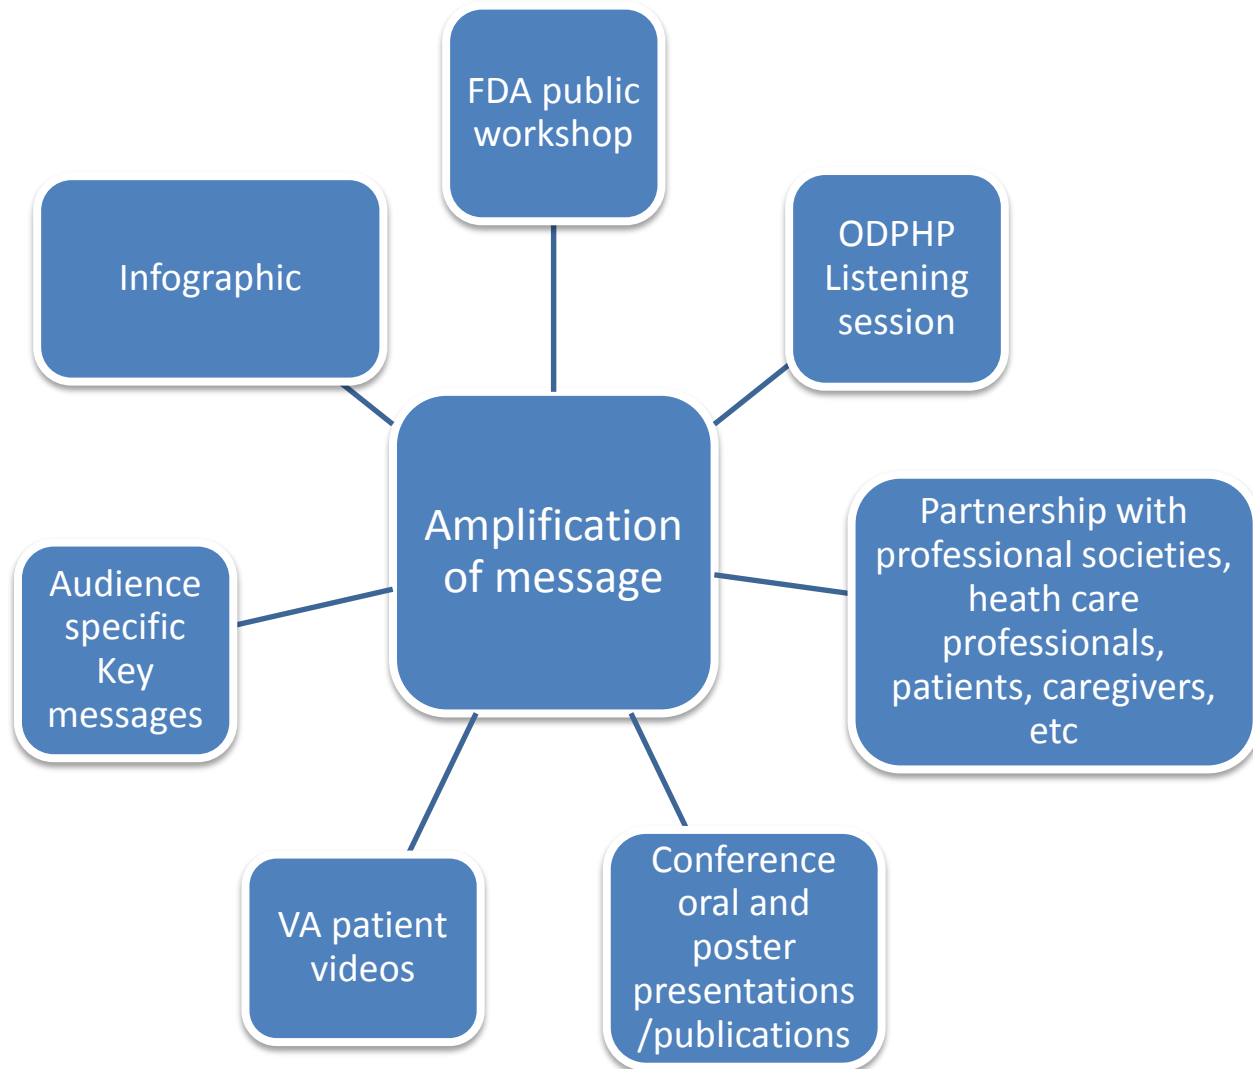 FDA public
workshop
ODPHP
Listening
session
Infographic
Amplification
of message
Partnership with
professional societies,
heath care
professionals,
patients, caregivers,
etc
Audience
specific
Key
messages
VA patient
videos
Conference
oral and
poster
presentations
/publications